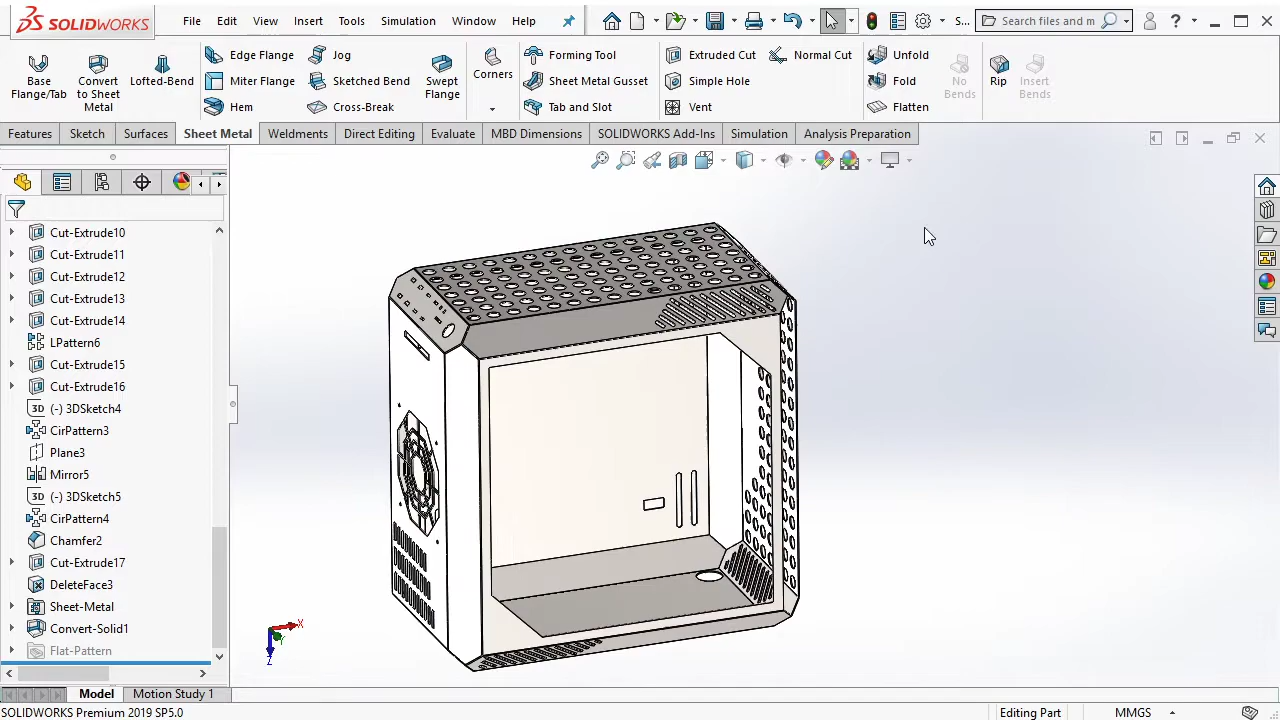 SOLIDWORKS File Edit View Insert Tools Simulation Window Help S... Search files and m ?
Base Flange/Tab
Convert to Sheet Metal
Lofted-Bend
Edge Flange
Miter Flange
Hem
Jog
Sketched Bend
Cross-Break
Swept Flange
Corners
Forming Tool
Sheet Metal Gusset
Tab and Slot
Extruded Cut
Simple Hole
Vent
Normal Cut
Unfold
Fold
Flatten
No Bends
Rip
Insert Bends
Features Sketch Surfaces Sheet Metal Weldments Direct Editing Evaluate MBD Dimensions SOLIDWORKS Add-Ins Simulation Analysis Preparation
Cut-Extrude10
Cut-Extrude11
Cut-Extrude12
Cut-Extrude13
Cut-Extrude14
LPattern6
Cut-Extrude15
Cut-Extrude16
3D (-) 3DSketch4
CirPattern3
Plane3
Mirror5
3D (-) 3DSketch5
CirPattern4
Chamfer2
Cut-Extrude17
DeleteFace3
Sheet-Metal
Convert-Solid1
Flat-Pattern
X
Y
Z
Model Motion Study 1
SOLIDWORKS Premium 2019 SP5.0 Editing Part MMGS